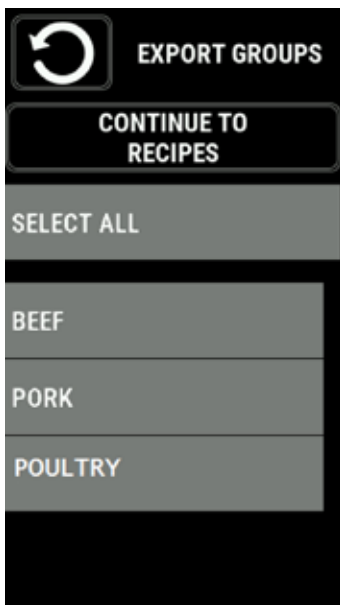 EXPORT GROUPS
CONTINUE TO
RECIPES
SELECT ALL
BEEF
PORK
POULTRY